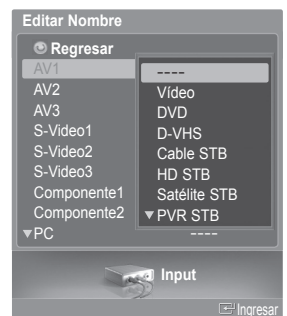 Editar Nombre
Regresar
AV1
AV2
AV3
S-Video1
S-Video2
S-Video3
Componente1
Componente2
▼PC
----
Vídeo
DVD
D-VHS
Cable STB
HD STB
Satélite STB
▼PVR STB
----
Input
Ingresar